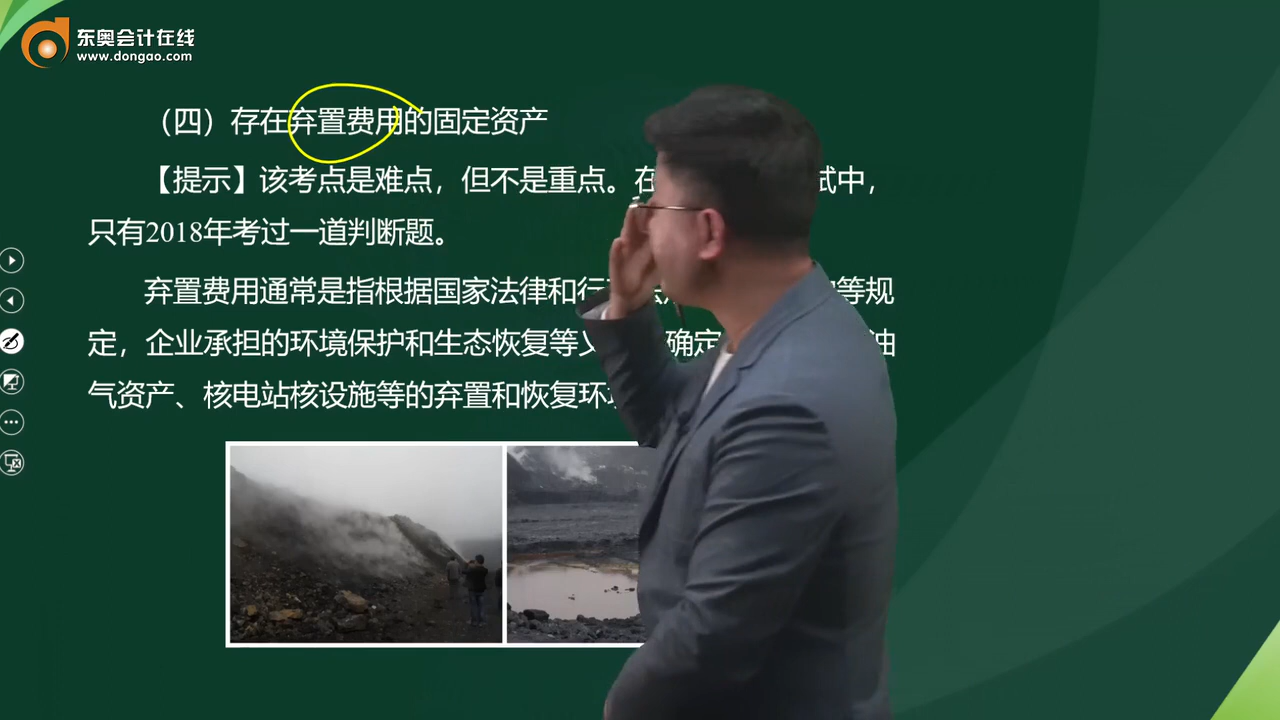 东奥会计在线
www.dongao.com
（四）存在弃置费用的固定资产
【提示】该考点是难点，但不是重点。在试中，
只有2018年考过一道判断题。
弃置费用通常是指根据国家法律和行等规
定，企业承担的环境保护和生态恢复等义确定油
气资产、核电站核设施等的弃置和恢复环